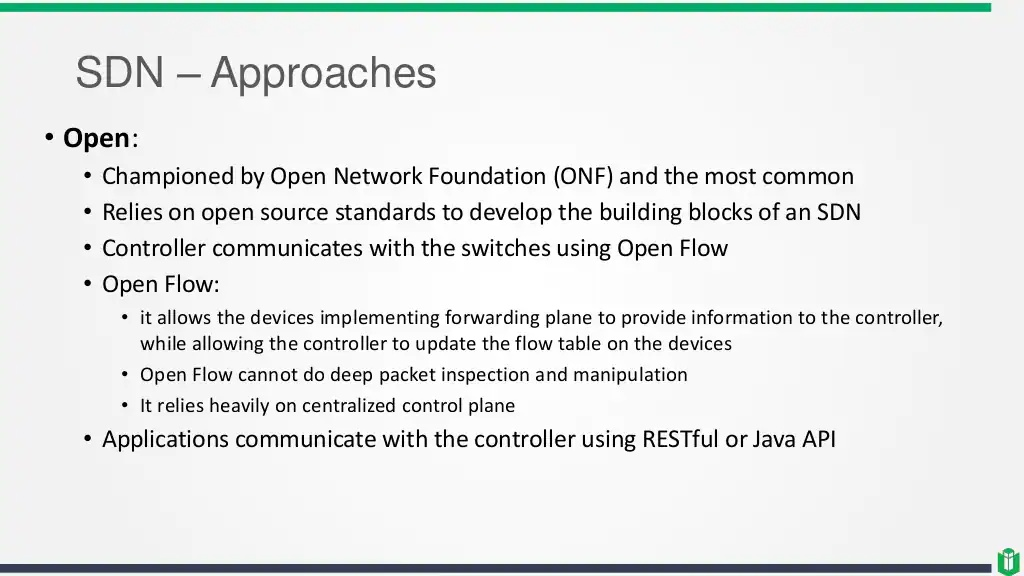 SDN – Approaches
• Open:
• Championed by Open Network Foundation (ONF) and the most common
• Relies on open source standards to develop the building blocks of an SDN
• Controller communicates with the switches using Open Flow
• Open Flow:
• it allows the devices implementing forwarding plane to provide information to the controller,
while allowing the controller to update the flow table on the devices
• Open Flow cannot do deep packet inspection and manipulation
• It relies heavily on centralized control plane
• Applications communicate with the controller using RESTful or Java API